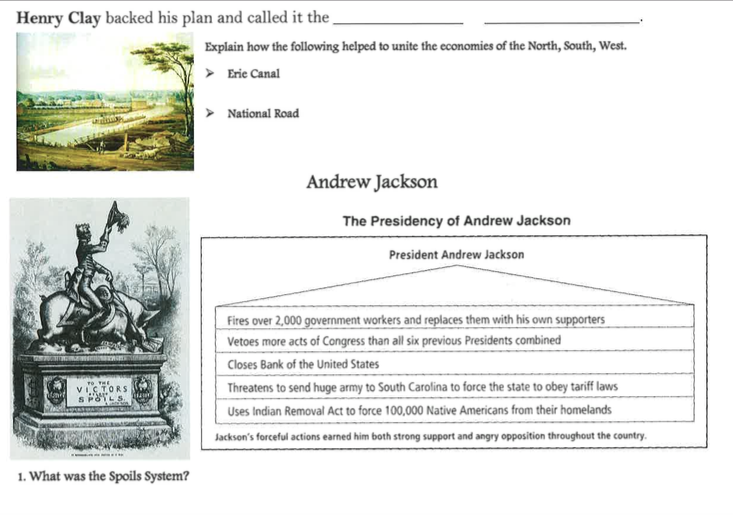 Henry Clay backed his plan and called it the ______________ _________________.
Explain how the following helped to unite the economies of the North, South, West.
➢ Erie Canal
➢ National Road
Andrew Jackson
The Presidency of Andrew Jackson
President Andrew Jackson
Fires over 2,000 government workers and replaces them with his own supporters
Vetoes more acts of Congress than all six previous Presidents combined
Closes Bank of the United States
Threatens to send huge army to South Carolina to force the state to obey tariff laws
Uses Indian Removal Act to force 100,000 Native Americans from their homelands
Jackson's forceful actions earned him both strong support and angry opposition throughout the country.
TO THE
VICTORS
SPOILS.
1. What was the Spoils System?